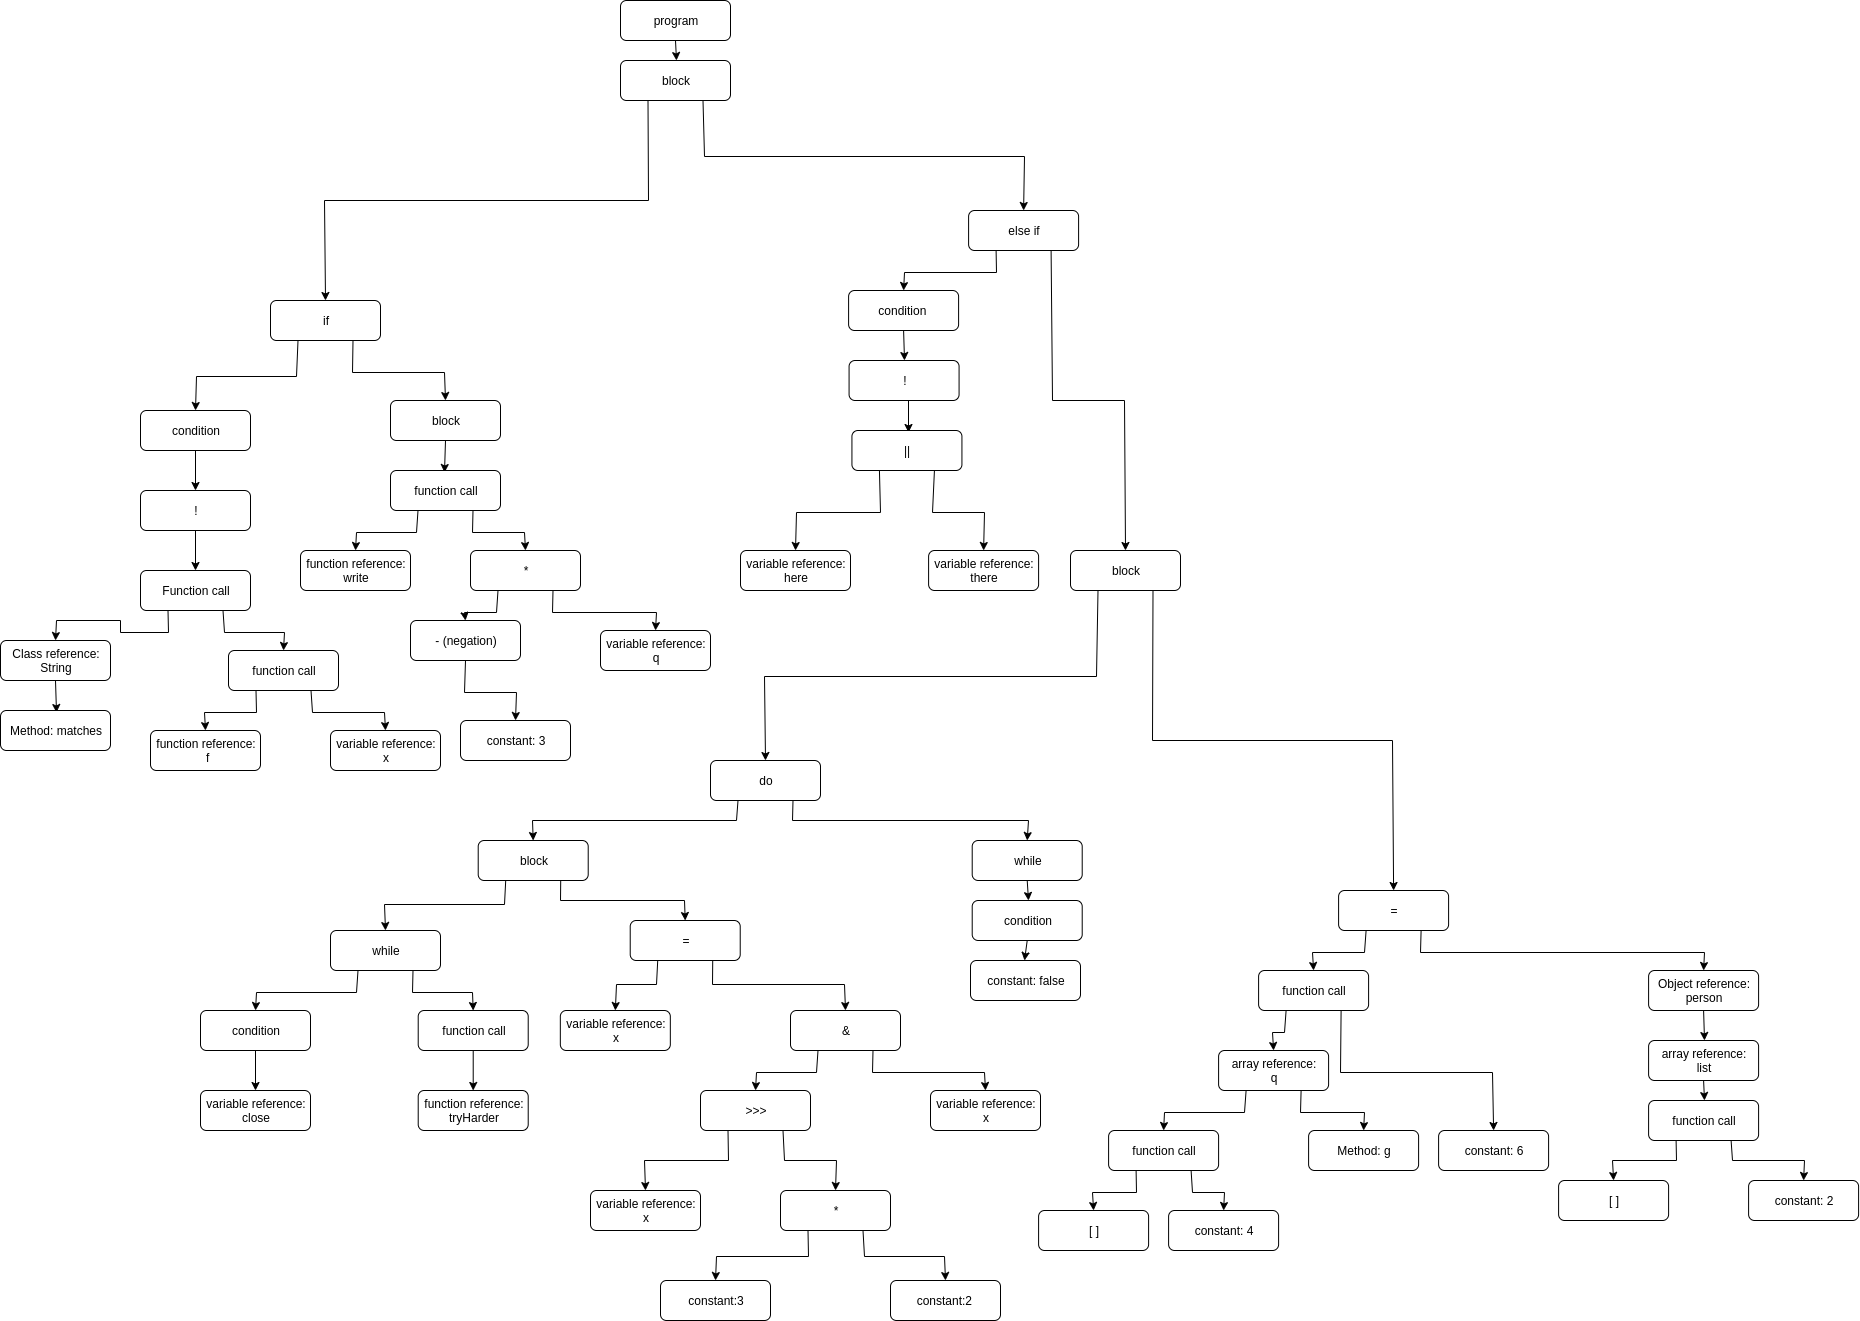 program
block
else if
condition
if
!
block
condition
||
function call
!
function reference:
write
*
variable reference:
here
variable reference:
there
block
Function call
- (negation)
variable reference:
q
Class reference:
String
function call
Method: matches
function reference:
f
variable reference:
x
constant: 3
do
block
while
=
condition
while
=
constant: false
function call
Object reference:
person
condition
function call
variable reference:
x
&
array reference:
q
array reference:
list
variable reference:
close
function reference:
tryHarder
>>>
variable reference:
x
function call
function call
Method: g
constant: 6
variable reference:
x
*
[ ]
constant: 2
[ ]
constant: 4
constant:3
constant:2